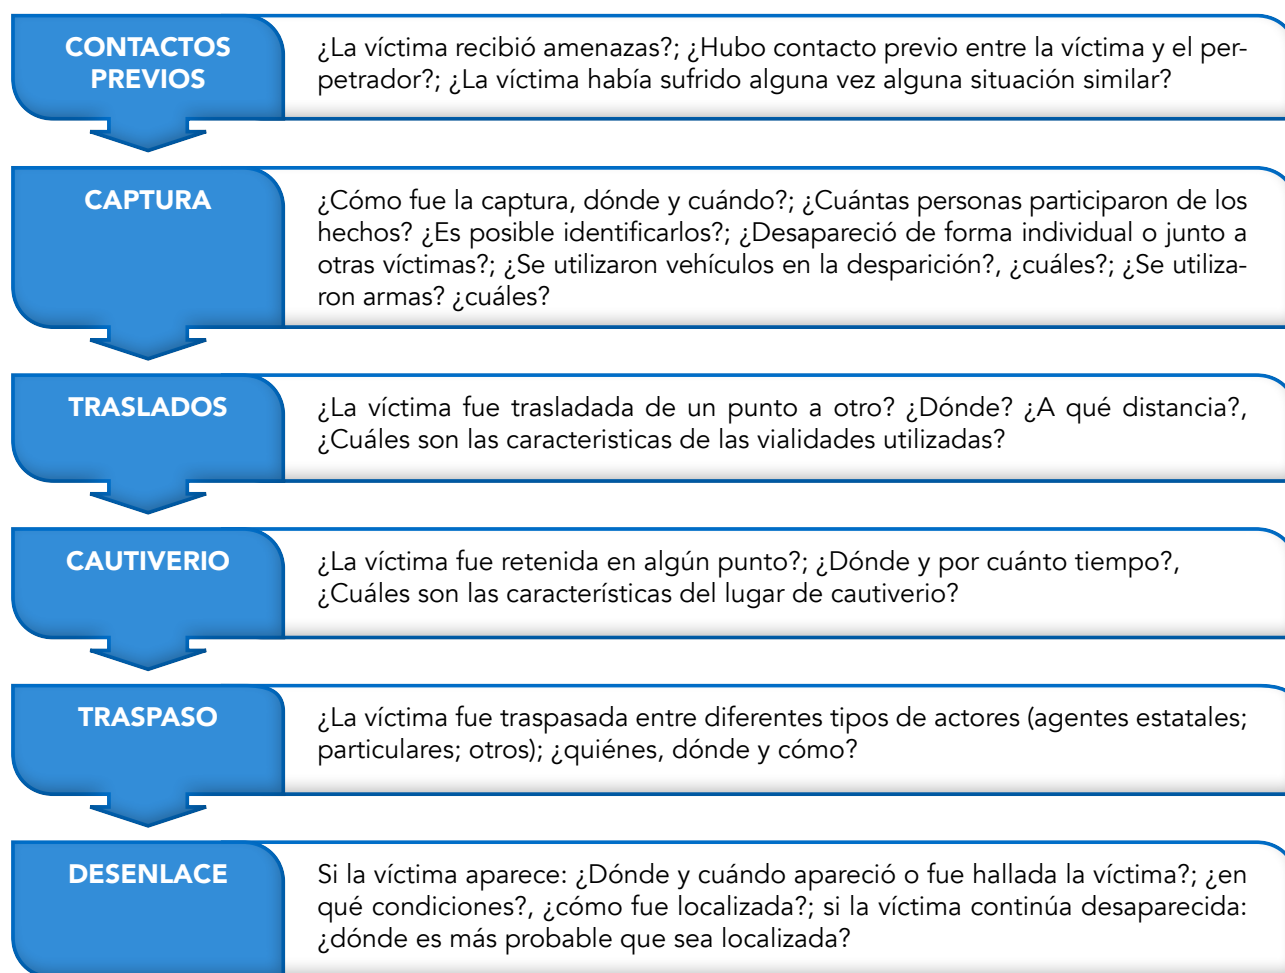 CONTACTOS
PREVIOS
¿La víctima recibió amenazas?; ¿Hubo contacto previo entre la víctima y el per-
petrador?; ¿La víctima había sufrido alguna vez alguna situación similar?
CAPTURA
¿Cómo fue la captura, dónde y cuándo?; ¿Cuántas personas participaron de los
hechos? ¿Es posible identificarlos?; ¿Desapareció de forma individual o junto a
otras víctimas?; ¿Se utilizaron vehículos en la desparición?, ¿cuáles?; ¿Se utiliza-
ron armas? ¿cuáles?
TRASLADOS
¿La víctima fue trasladada de un punto a otro? ¿Dónde? ¿A qué distancia?,
¿Cuáles son las caracteristicas de las vialidades utilizadas?
CAUTIVERIO
¿La víctima fue retenida en algún punto?; ¿Dónde y por cuánto tiempo?,
¿Cuáles son las características del lugar de cautiverio?
TRASPASO
¿La víctima fue traspasada entre diferentes tipos de actores (agentes estatales;
particulares; otros); ¿quiénes, dónde y cómo?
DESENLACE
Si la víctima aparece: ¿Dónde y cuándo apareció o fue hallada la víctima?; ¿en
qué condiciones?, ¿cómo fue localizada?; si la víctima continúa desaparecida:
¿dónde es más probable que sea localizada?